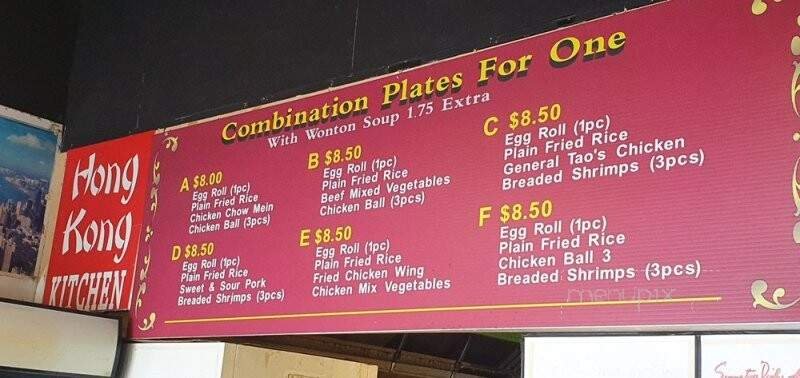 Combination Plates For One
With Wonton Soup 1.75 Extra
Hong
Kong
KITCHEN
A $8.00
Egg Roll (1pc)
Plain Fried Rice
Chicken Chow Mein
Chicken Ball (3pcs)
B $8.50
Egg Roll (1pc)
Plain Fried Rice
Beef Mixed Vegetables
Chicken Ball (3pcs)
C $8.50
Egg Roll (1pc)
Plain Fried Rice
General Tao's Chicken
Breaded Shrimps (3pcs)
D $8.50
Egg Roll (1pc)
Plain Fried Rice
Sweet & Sour Pork
Breaded Shrimps (3pcs)
E $8.50
Egg Roll (1pc)
Plain Fried Rice
Fried Chicken Wing
Chicken Mix Vegetables
F $8.50
Egg Roll (1pc)
Plain Fried Rice
Chicken Ball 3
Breaded Shrimps (3pcs)
menupix